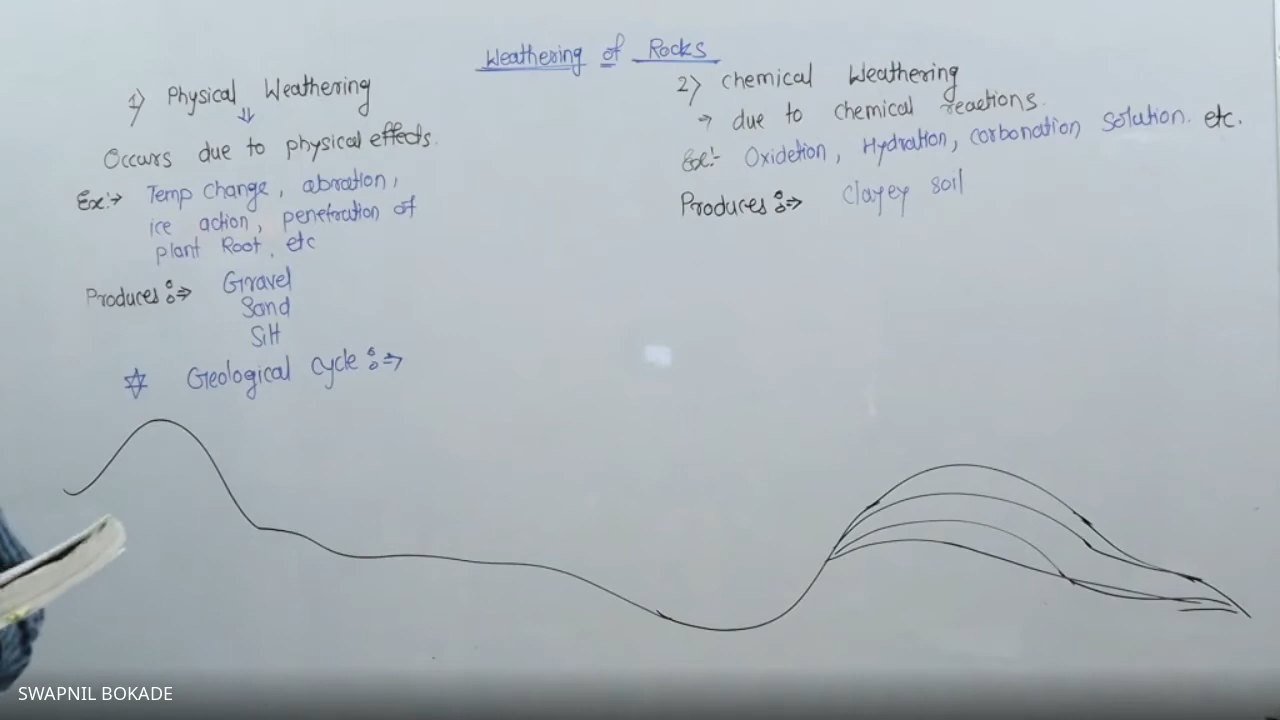 Weathering of Rocks
1) Physical Weathering
Occurs due to physical effects.
Ex:→ Temp change, abration,
ice action, penetration of
plant Root, etc
Produces :⇒ Gravel
Sand
Silt
☆ Geological cycle :⇒
2) chemical Weathering
→ due to chemical reactions.
Ex:- Oxidetion, Hydration, corbonation solution. etc.
Produces :⇒ Clayey soil
SWAPNIL BOKADE